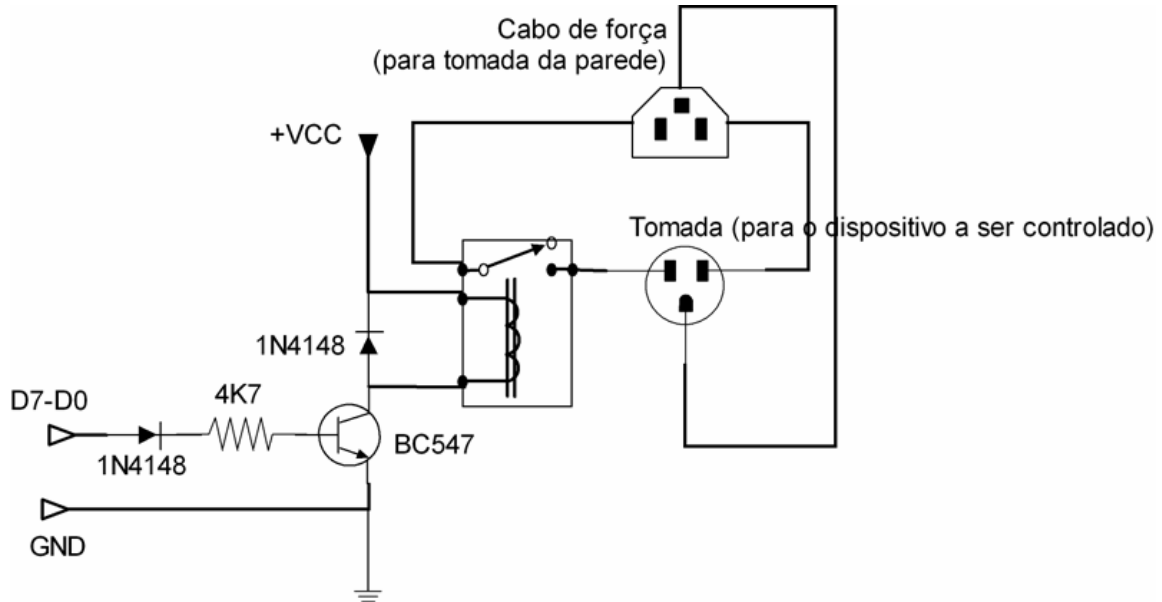 Cabo de força
(para tomada da parede)
+VCC
Tomada (para o dispositivo a ser controlado)
1N4148
4K7
D7-D0
1N4148
BC547
GND